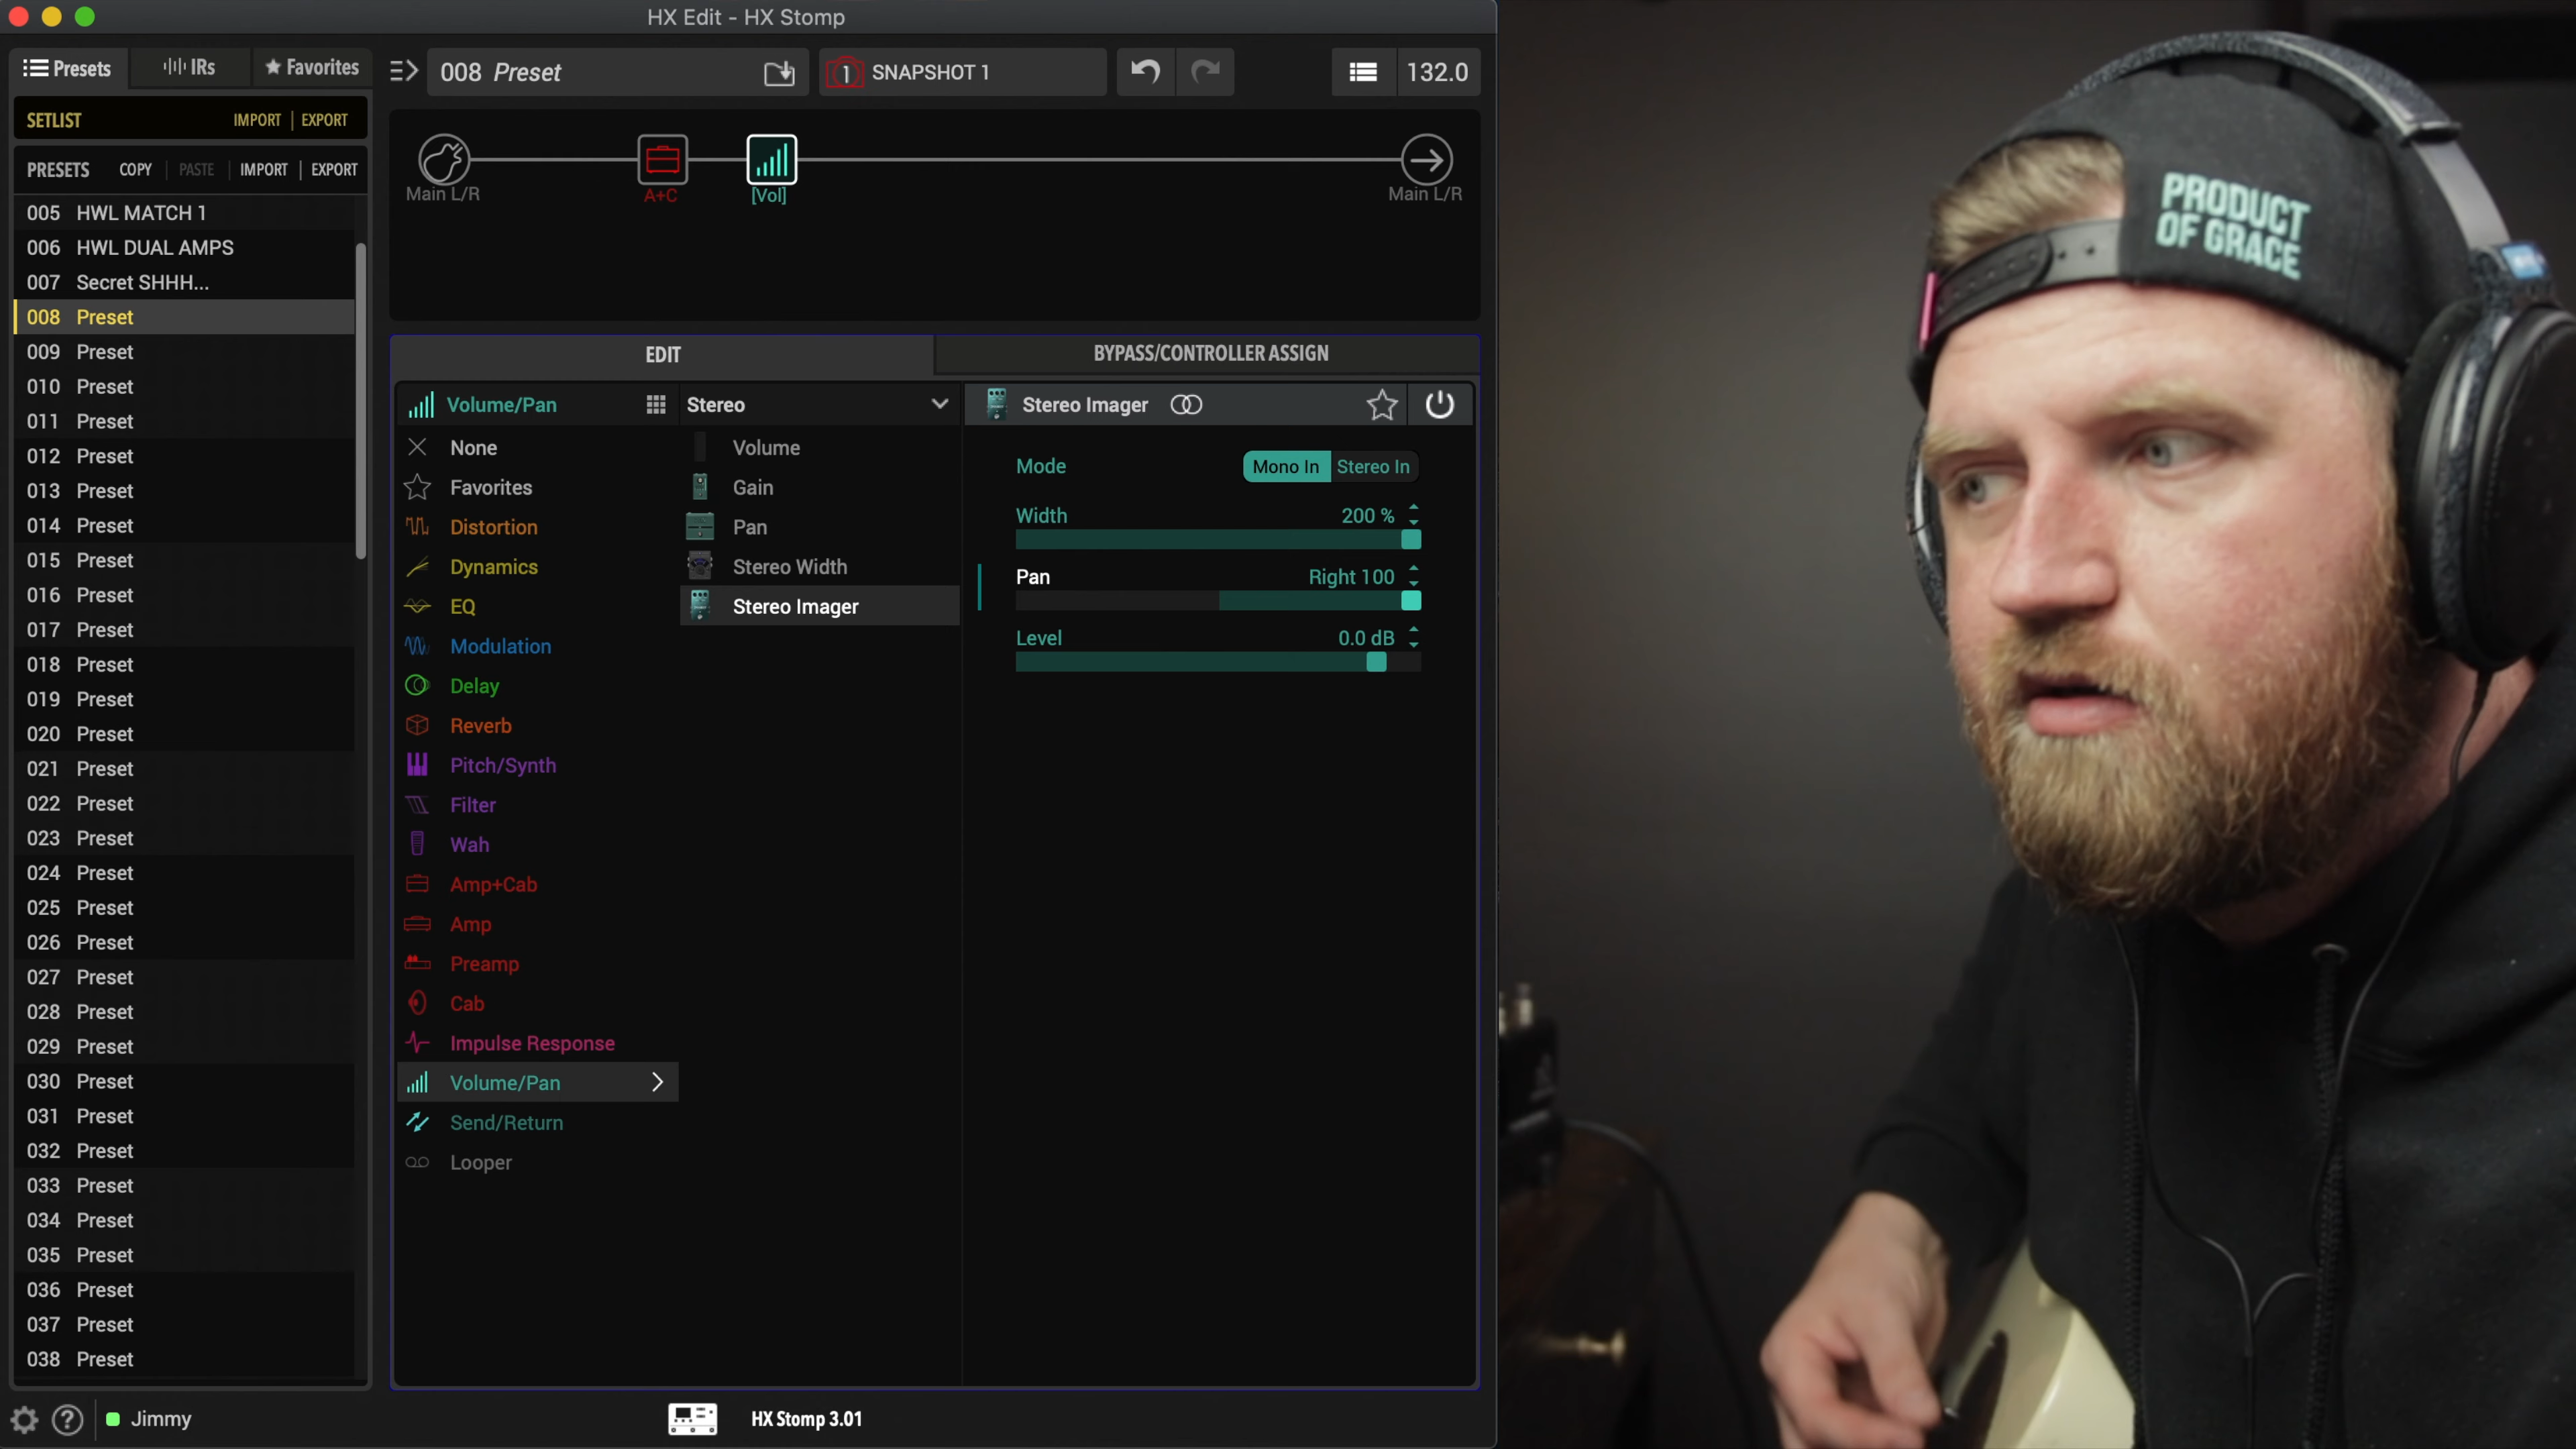 HX Edit - HX Stomp
Presets
IRs
Favorites
008 Preset
1
SNAPSHOT 1
132.0
SETLIST
IMPORT | EXPORT
PRESETS COPY | PASTE | IMPORT | EXPORT
005 HWL MATCH 1
006 HWL DUAL AMPS
007 Secret SHHH...
008 Preset
009 Preset
010 Preset
011 Preset
012 Preset
013 Preset
014 Preset
015 Preset
016 Preset
017 Preset
018 Preset
019 Preset
020 Preset
021 Preset
022 Preset
023 Preset
024 Preset
025 Preset
026 Preset
027 Preset
028 Preset
029 Preset
030 Preset
031 Preset
032 Preset
033 Preset
034 Preset
035 Preset
036 Preset
037 Preset
038 Preset
Main L/R
A+C
[Vol]
Main L/R
EDIT
BYPASS/CONTROLLER ASSIGN
Volume/Pan
None
Favorites
Distortion
Dynamics
EQ
Modulation
Delay
Reverb
Pitch/Synth
Filter
Wah
Amp+Cab
Amp
Preamp
Cab
Impulse Response
Volume/Pan
Send/Return
Looper
Stereo
Volume
Gain
Pan
Stereo Width
Stereo Imager
Stereo Imager
Mode Mono In Stereo In
Width 200 %
Pan Right 100
Level 0.0 dB
Jimmy
HX Stomp 3.01
PRODUCT
OF GRACE